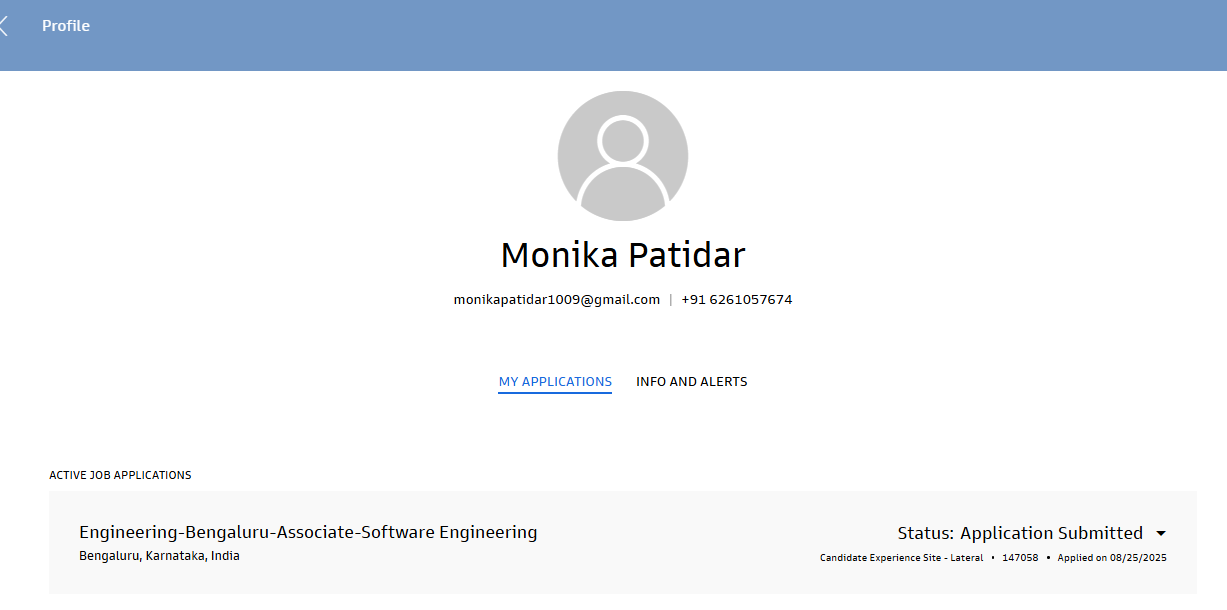 Profile
Monika Patidar
monikapatidar1009@gmail.com | +91 6261057674
MY APPLICATIONS INFO AND ALERTS
ACTIVE JOB APPLICATIONS
Engineering-Bengaluru-Associate-Software Engineering
Bengaluru, Karnataka, India
Status: Application Submitted
Candidate Experience Site - Lateral • 147058 • Applied on 08/25/2025